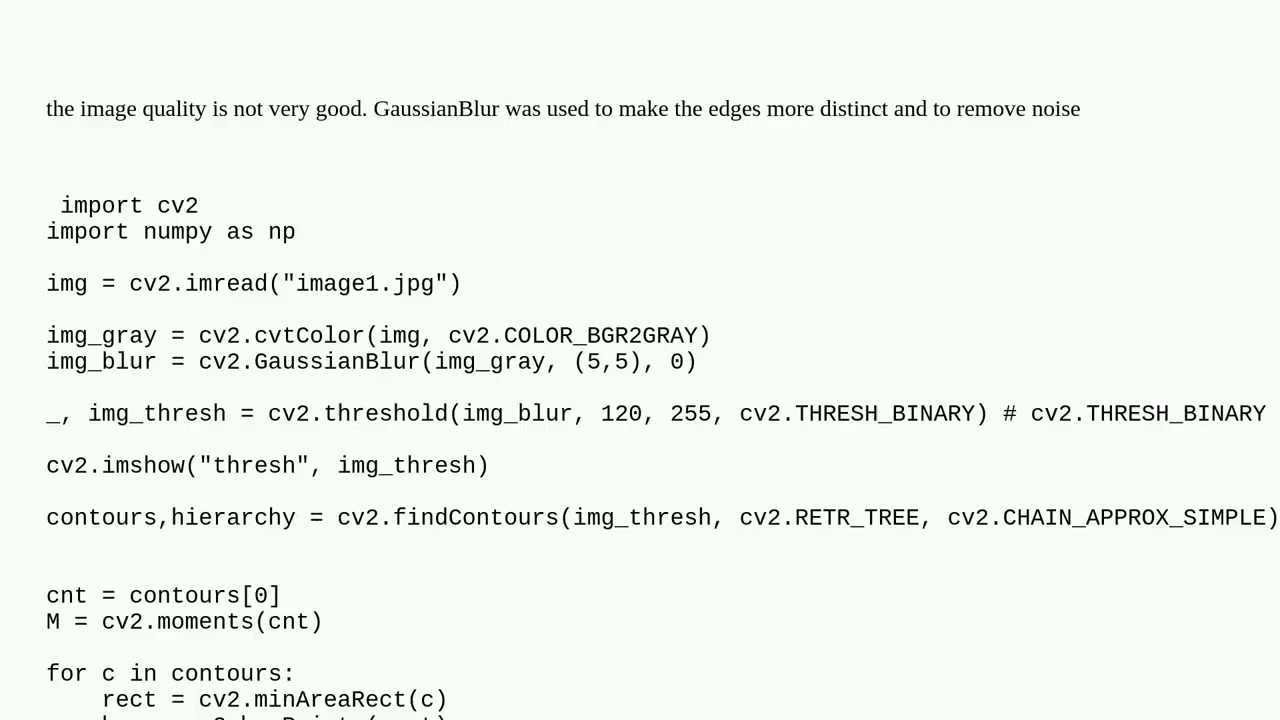 the image quality is not very good. GaussianBlur was used to make the edges more distinct and to remove noise
import cv2
import numpy as np
img = cv2.imread("image1.jpg")
img_gray = cv2.cvtColor(img, cv2.COLOR_BGR2GRAY)
img_blur = cv2.GaussianBlur(img_gray, (5,5), 0)
_, img_thresh = cv2.threshold(img_blur, 120, 255, cv2.THRESH_BINARY) # cv2.THRESH_BINARY
cv2.imshow("thresh", img_thresh)
contours,hierarchy = cv2.findContours(img_thresh, cv2.RETR_TREE, cv2.CHAIN_APPROX_SIMPLE)
cnt = contours[0]
M = cv2.moments(cnt)
for c in contours:
    rect = cv2.minAreaRect(c)